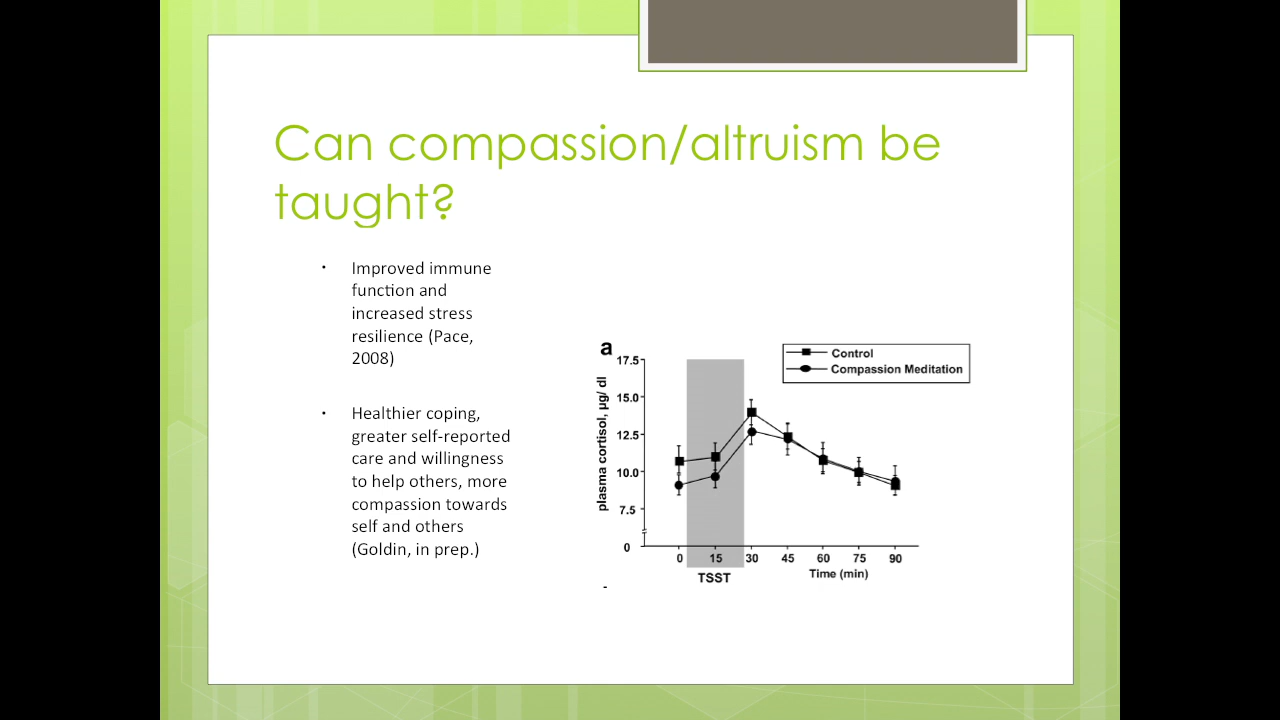 Can compassion/altruism be
taught?
• Improved immune
function and
increased stress
resilience (Pace,
2008)
• Healthier coping,
greater self-reported
care and willingness
to help others, more
compassion towards
self and others
(Goldin, in prep.)
a
Control
Compassion Meditation
plasma cortisol, µg/ dl
17.5
15.0
12.5
10.0
7.5
0
0 15 30 45 60 75 90
TSST
Time (min)
-